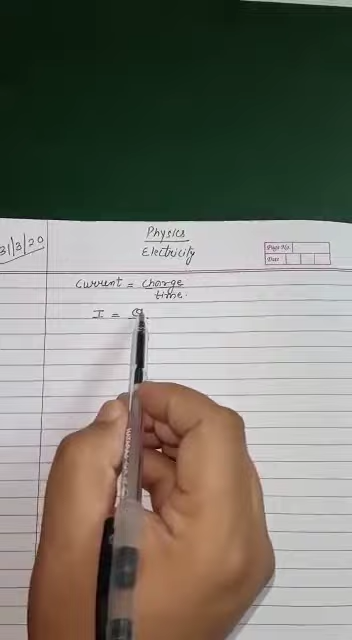 31/3/20
Physics
Electricity
Page No.
Date
Current = Charge
time.
I = Q